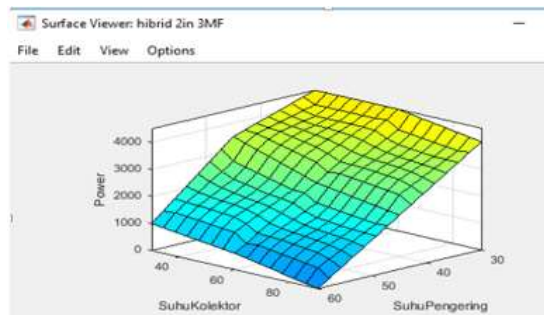 Surface Viewer: hibrid 2in 3MF
File Edit View Options
4000
3000
2000
1000
0
Power
40
60
80
SuhuKolektor
60
50
40
30
SuhuPengering